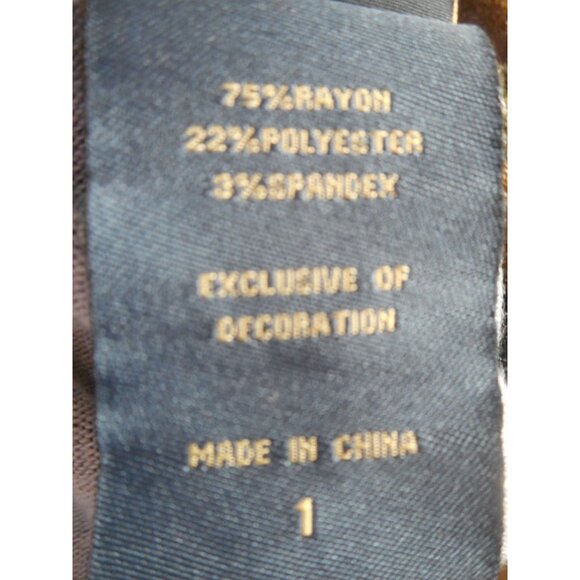 75%RAYON
22%POLYESTER
3%SPANDEX
EXCLUSIVE OF
DECORATION
MADE IN CHINA
1